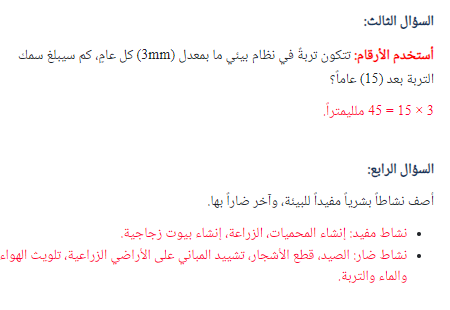 السؤال الثالث:
أستخدم الأرقام: تتكون تربةٌ في نظام بيئي ما بمعدل (3mm) كل عامٍ، كم سيبلغ سمك
التربة بعد (15) عاماً؟
3 × 15 = 45 ملليمتراً.
السؤال الرابع:
أصف نشاطاً بشرياً مفيداً للبيئة، وآخر ضاراً بها.
• نشاط مفيد: إنشاء المحميات، الزراعة، إنشاء بيوت زجاجية.
• نشاط ضار: الصيد، قطع الأشجار، تشييد المباني على الأراضي الزراعية، تلويث الهواء
والماء والتربة.